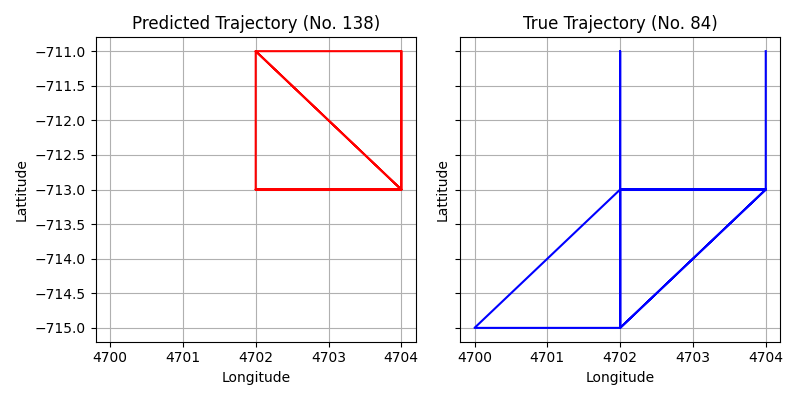 Predicted Trajectory (No. 138)
Lattitude
−711.0
−711.5
−712.0
−712.5
−713.0
−713.5
−714.0
−714.5
−715.0
4700 4701 4702 4703 4704
Longitude
True Trajectory (No. 84)
Lattitude
4700 4701 4702 4703 4704
Longitude